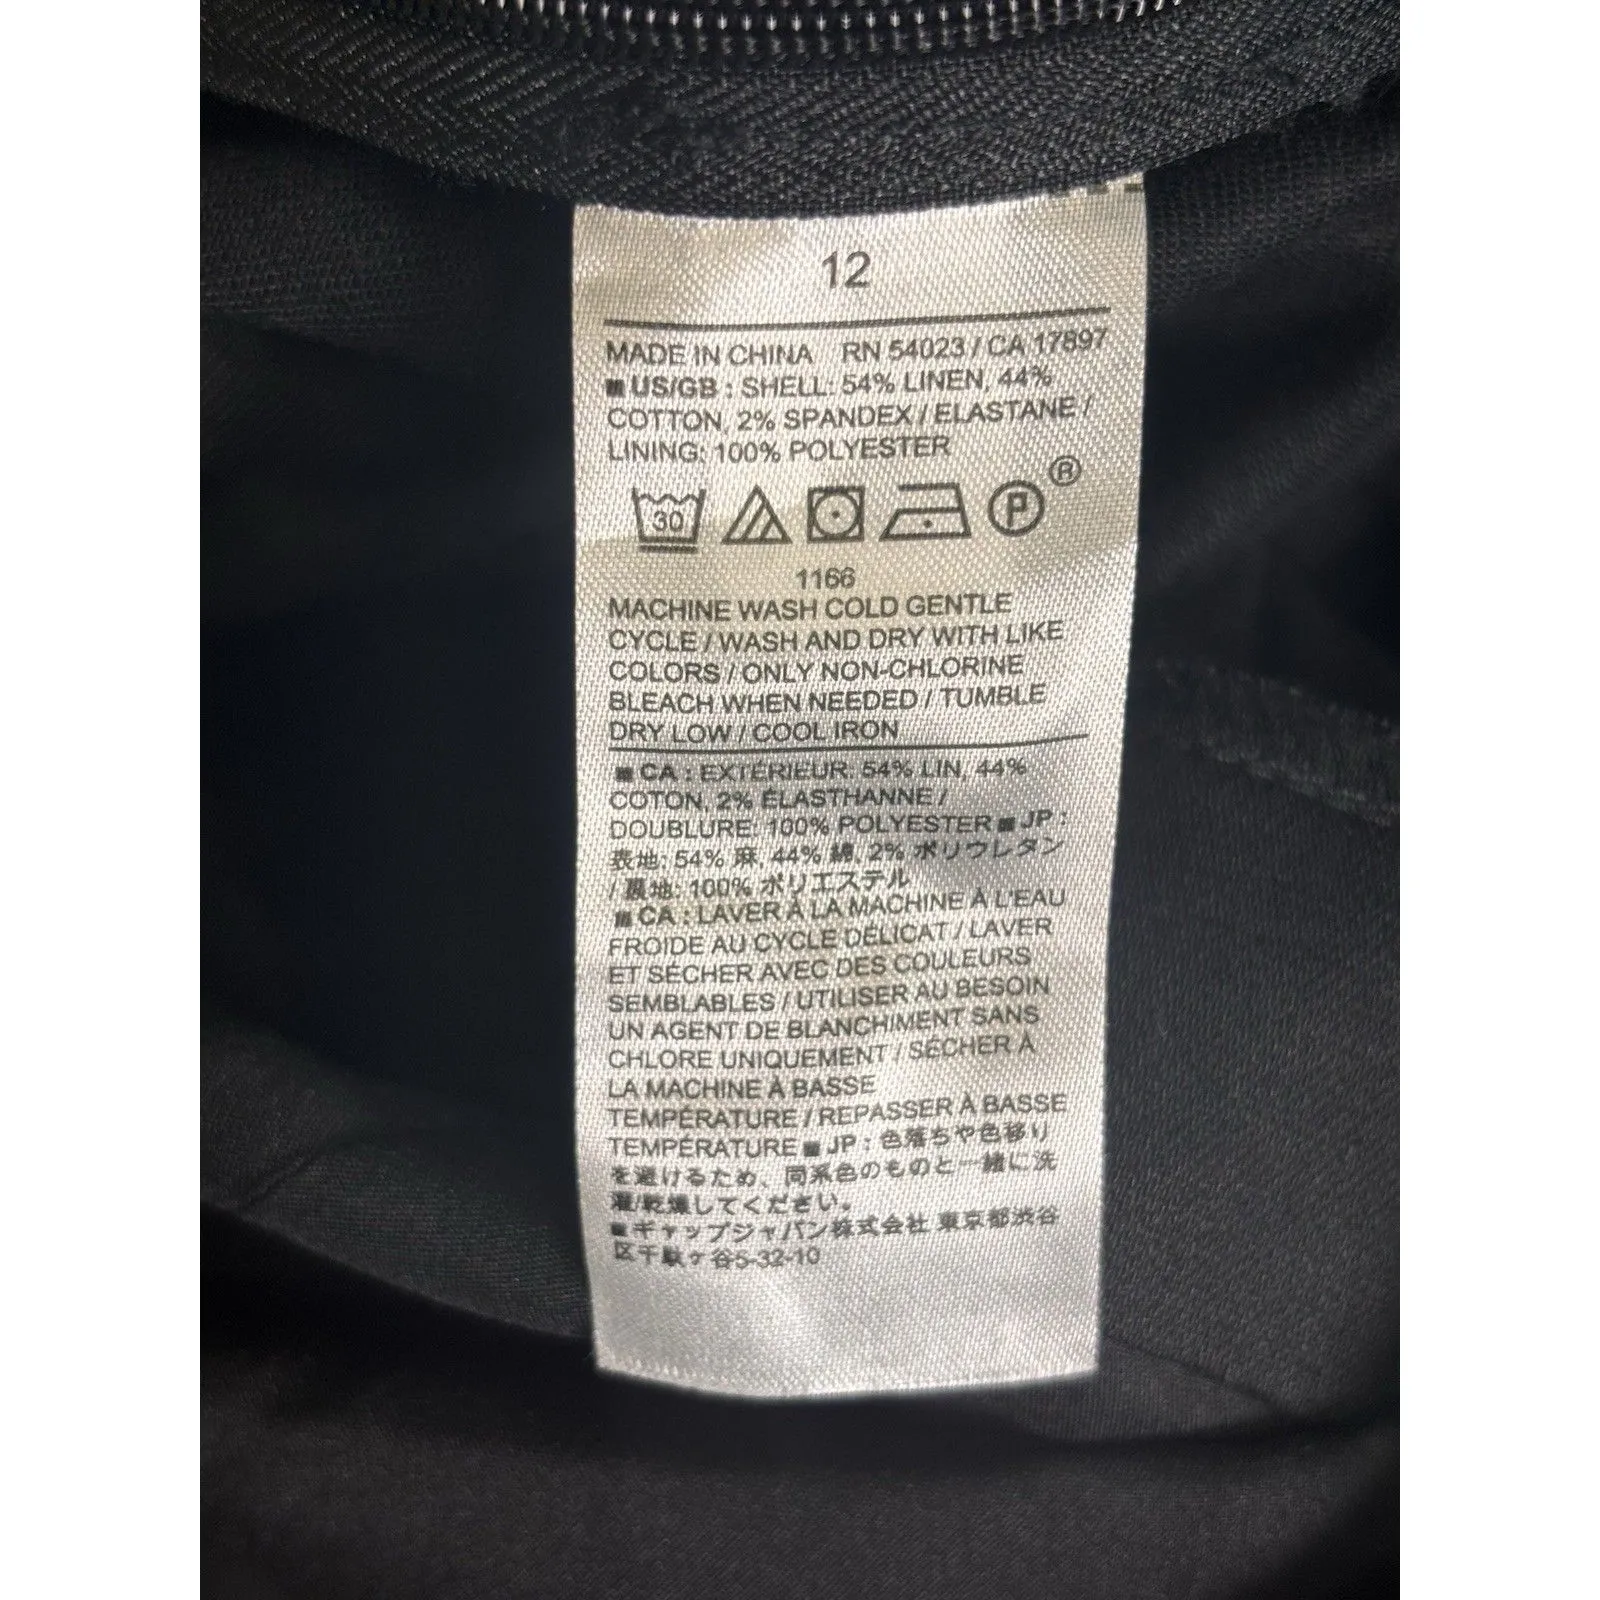 12
MADE IN CHINA RN 54023 / CA 17897
■ US/GB : SHELL: 54% LINEN, 44%
COTTON, 2% SPANDEX / ELASTANE /
LINING: 100% POLYESTER
30 P ®
1166
MACHINE WASH COLD GENTLE
CYCLE / WASH AND DRY WITH LIKE
COLORS / ONLY NON-CHLORINE
BLEACH WHEN NEEDED / TUMBLE
DRY LOW / COOL IRON
■ CA : EXTÉRIEUR: 54% LIN, 44%
COTON, 2% ÉLASTHANNE /
DOUBLURE: 100% POLYESTER ■ JP :
表地: 54% 麻, 44% 綿, 2% ポリウレタン
/ 裏地: 100% ポリエステル
■ CA : LAVER À LA MACHINE À L'EAU
FROIDE AU CYCLE DÉLICAT / LAVER
ET SÉCHER AVEC DES COULEURS
SEMBLABLES / UTILISER AU BESOIN
UN AGENT DE BLANCHIMENT SANS
CHLORE UNIQUEMENT / SÉCHER À
LA MACHINE À BASSE
TEMPÉRATURE / REPASSER À BASSE
TEMPÉRATURE ■ JP : 色落ちや色移り
を避けるため、同系色のものと一緒に洗
濯/乾燥してください。
■ ギャップジャパン株式会社 東京都渋谷
区千駄ヶ谷5-32-10